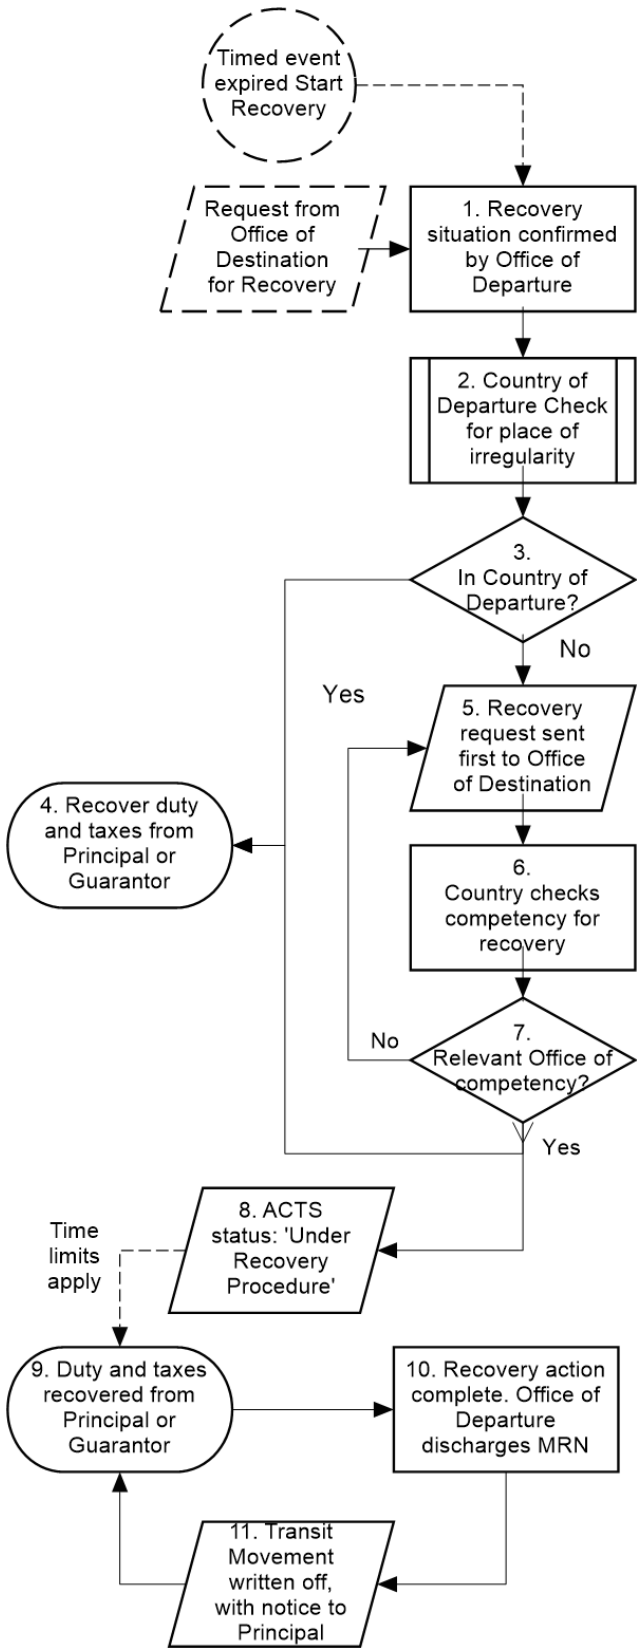 Timed event
expired Start
Recovery
Request from
Office of
Destination
for Recovery
1. Recovery
situation confirmed
by Office of
Departure
2. Country of
Departure Check
for place of
irregularity
3.
In Country of
Departure?
No
Yes
5. Recovery
request sent
first to Office
of Destination
4. Recover duty
and taxes from
Principal or
Guarantor
6.
Country checks
competency for
recovery
No
7.
Relevant Office of
competency?
Yes
8. ACTS
status: 'Under
Recovery
Procedure'
Time
limits
apply
9. Duty and taxes
recovered from
Principal or
Guarantor
10. Recovery action
complete. Office of
Departure
discharges MRN
11. Transit
Movement
written off,
with notice to
Principal